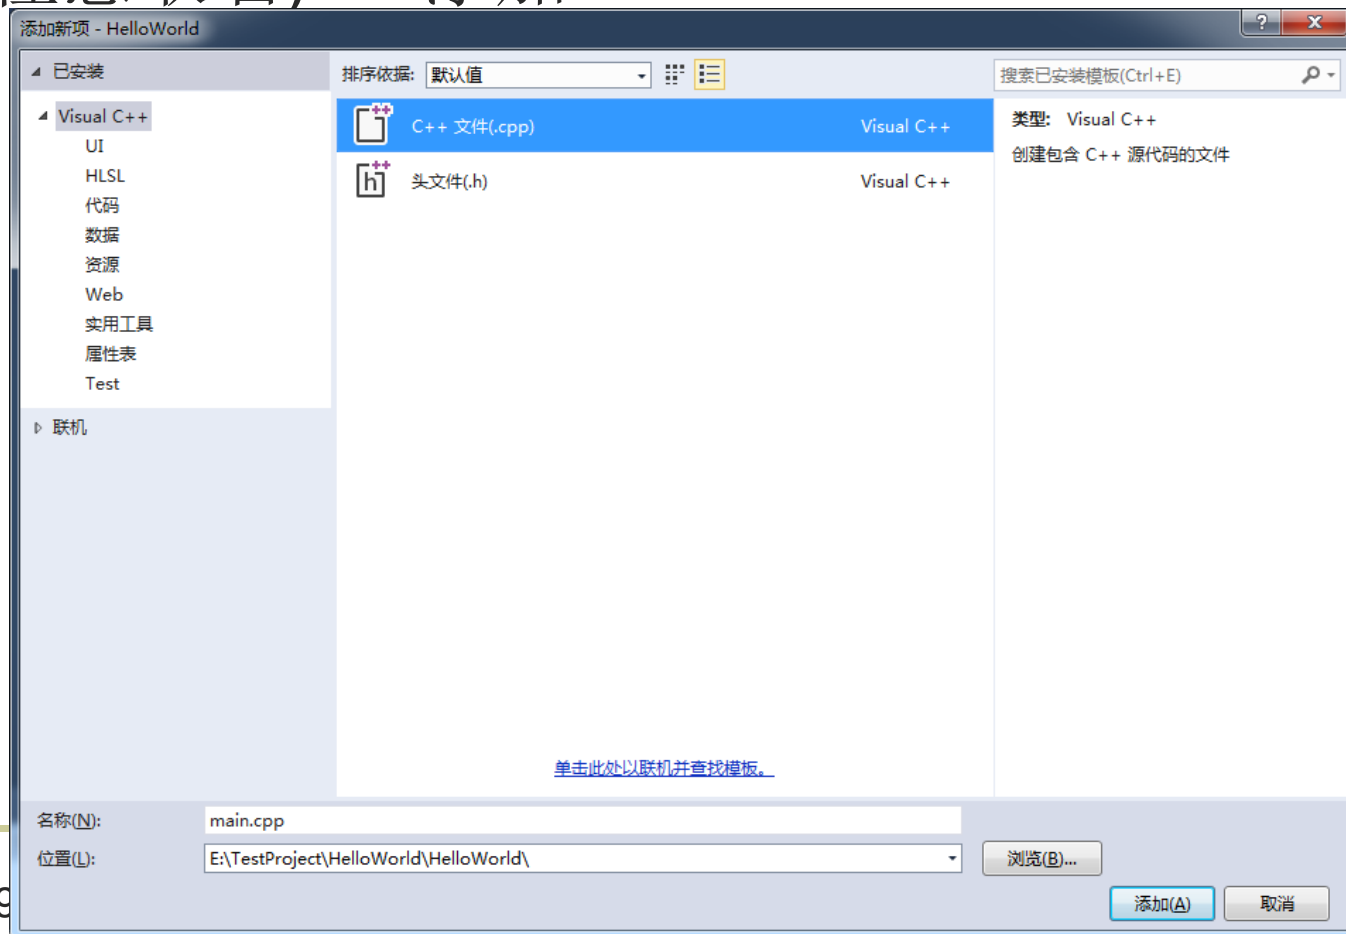 添加新项 - HelloWorld
已安装
排序依据: 默认值
搜索已安装模板(Ctrl+E)
Visual C++
UI
HLSL
代码
数据
资源
Web
实用工具
属性表
Test
联机
C++ 文件(.cpp) Visual C++
头文件(.h) Visual C++
类型: Visual C++
创建包含 C++ 源代码的文件
单击此处以联机并查找模板。
名称(N): main.cpp
位置(L): E:\TestProject\HelloWorld\HelloWorld\
浏览(B)...
添加(A) 取消